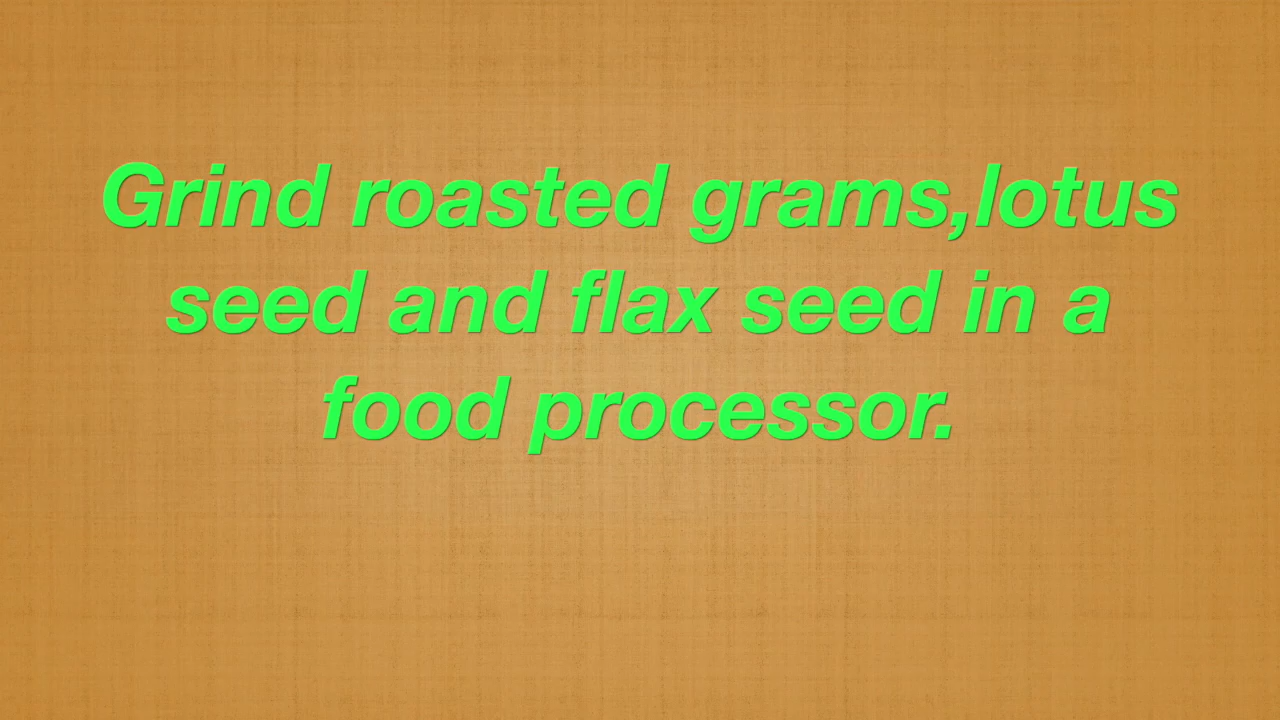 Grind roasted grams,lotus
seed and flax seed in a
food processor.